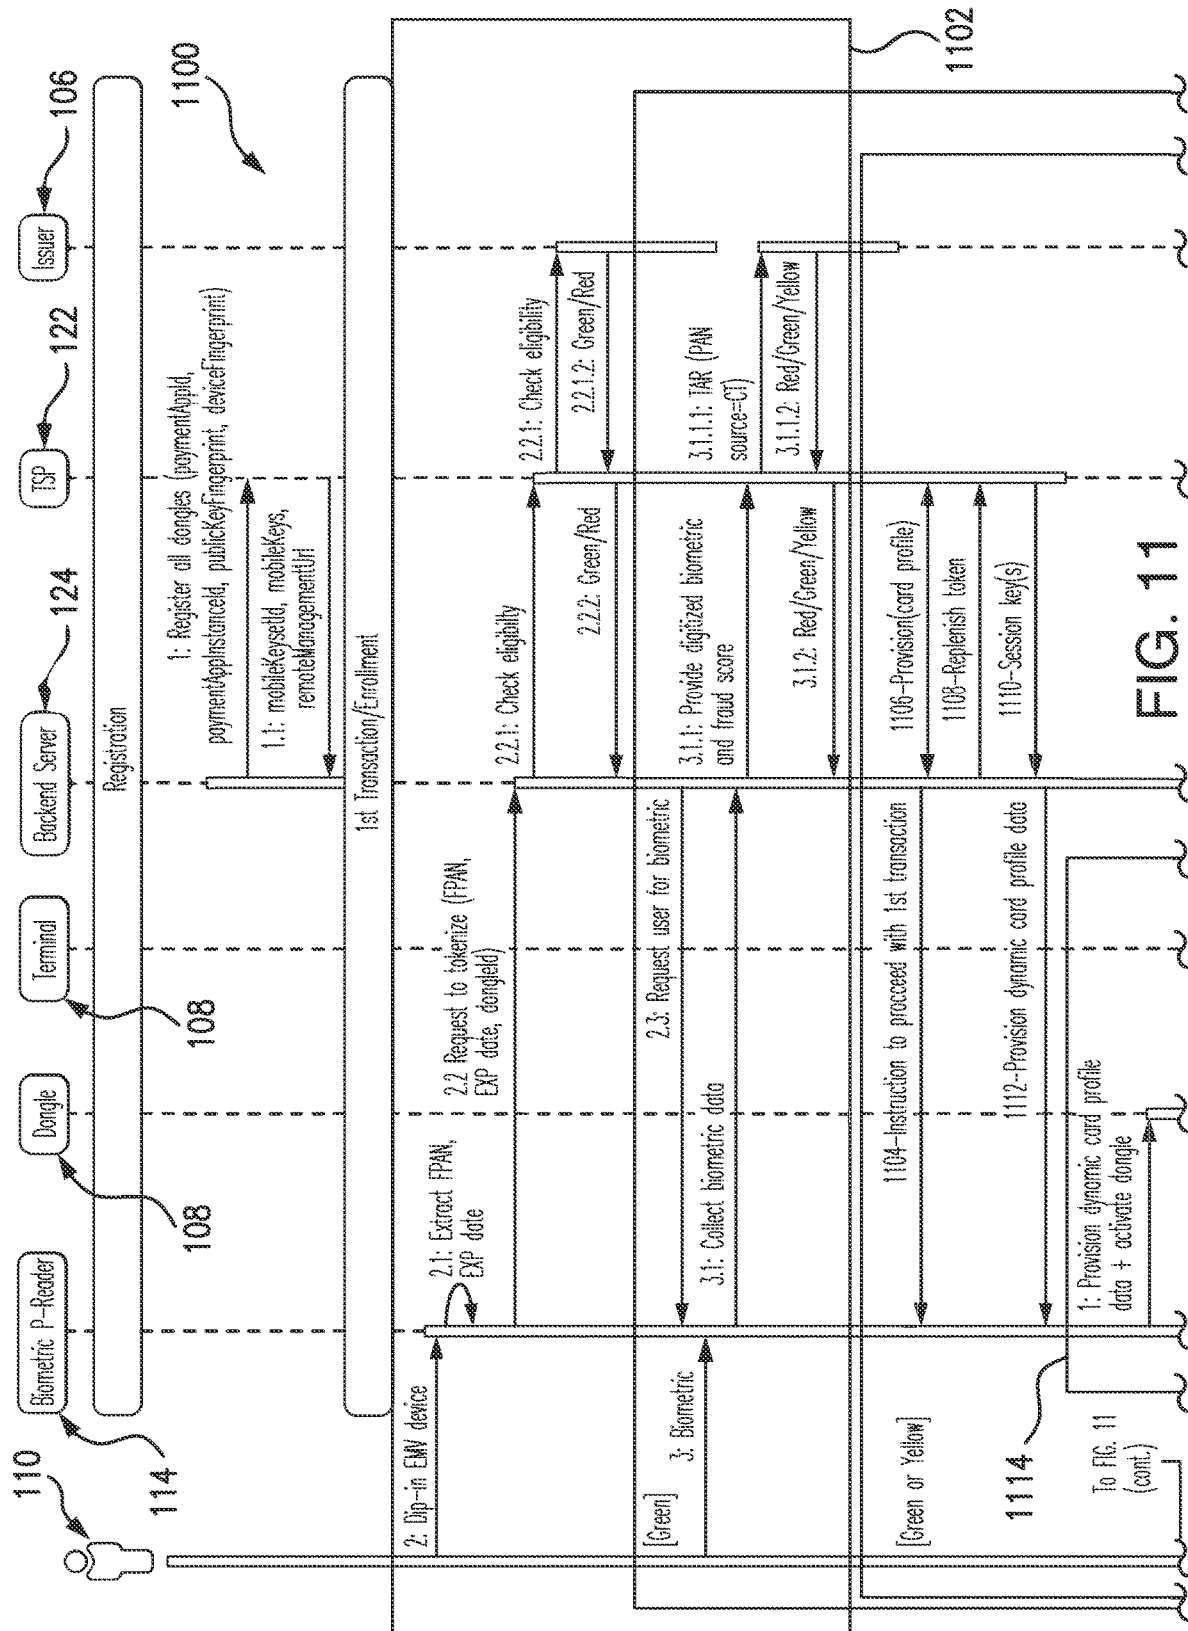 110
Biometric P-Reader
114
Dongle
108
Terminal
108
Backend Server
124
TSP
122
Issuer
106
1100
Registration
1: Register all dongles (paymentAppId,
paymentAppInstanceId, publicKeyFingerprint, deviceFingerprint)
1.1: mobileKeysetId, mobileKeys,
remoteManagementUrl
1st Transaction/Enrollment
1102
2: Dip-in EMV device
2.1: Extract FPAN,
EXP date
2.2 Request to tokenize (FPAN,
EXP date, dongleId)
2.2.1: Check eligibilty
2.2.1: Check eligibility
2.2.1.2: Green/Red
2.2.2: Green/Red
[Green]
2.3: Request user for biometric
3: Biometric
3.1: Collect biometric data
3.1.1: Provide digitized biometric
and fraud score
3.1.1.1: TAR (PAN
source=CT)
3.1.1.2: Red/Green/Yellow
3.1.2: Red/Green/Yellow
[Green or Yellow]
1104-Instruction to procceed with 1st transaction
1106-Provision(card profile)
1108-Replenish token
1110-Session key(s)
1112-Provision dynamic card profile data
1114
1: Provision dynamic card profile
data + activate dongle
To FIG. 11
(cont.)
FIG. 11